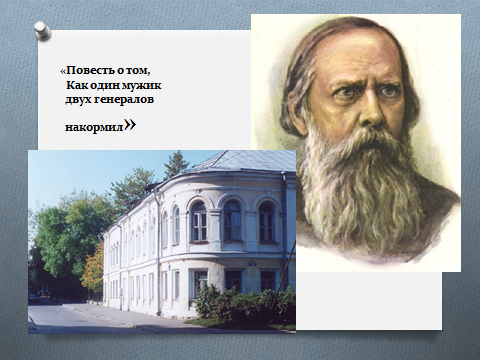 «Повесть о том,
Как один мужик
двух генералов
накормил»